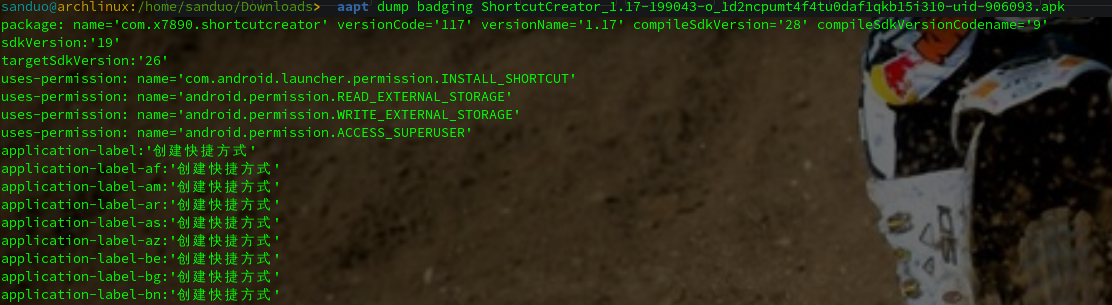 sanduo@archlinux:/home/sanduo/Downloads> aapt dump badging ShortcutCreator_1.17-199043-o_1d2ncpumt4f4tu0daf1qkb15i310-uid-906093.apk
package: name='com.x7890.shortcutcreator' versionCode='117' versionName='1.17' compileSdkVersion='28' compileSdkVersionCodename='9'
sdkVersion:'19'
targetSdkVersion:'26'
uses-permission: name='com.android.launcher.permission.INSTALL_SHORTCUT'
uses-permission: name='android.permission.READ_EXTERNAL_STORAGE'
uses-permission: name='android.permission.WRITE_EXTERNAL_STORAGE'
uses-permission: name='android.permission.ACCESS_SUPERUSER'
application-label:'创建快捷方式'
application-label-af:'创建快捷方式'
application-label-am:'创建快捷方式'
application-label-ar:'创建快捷方式'
application-label-as:'创建快捷方式'
application-label-az:'创建快捷方式'
application-label-be:'创建快捷方式'
application-label-bg:'创建快捷方式'
application-label-bn:'创建快捷方式'